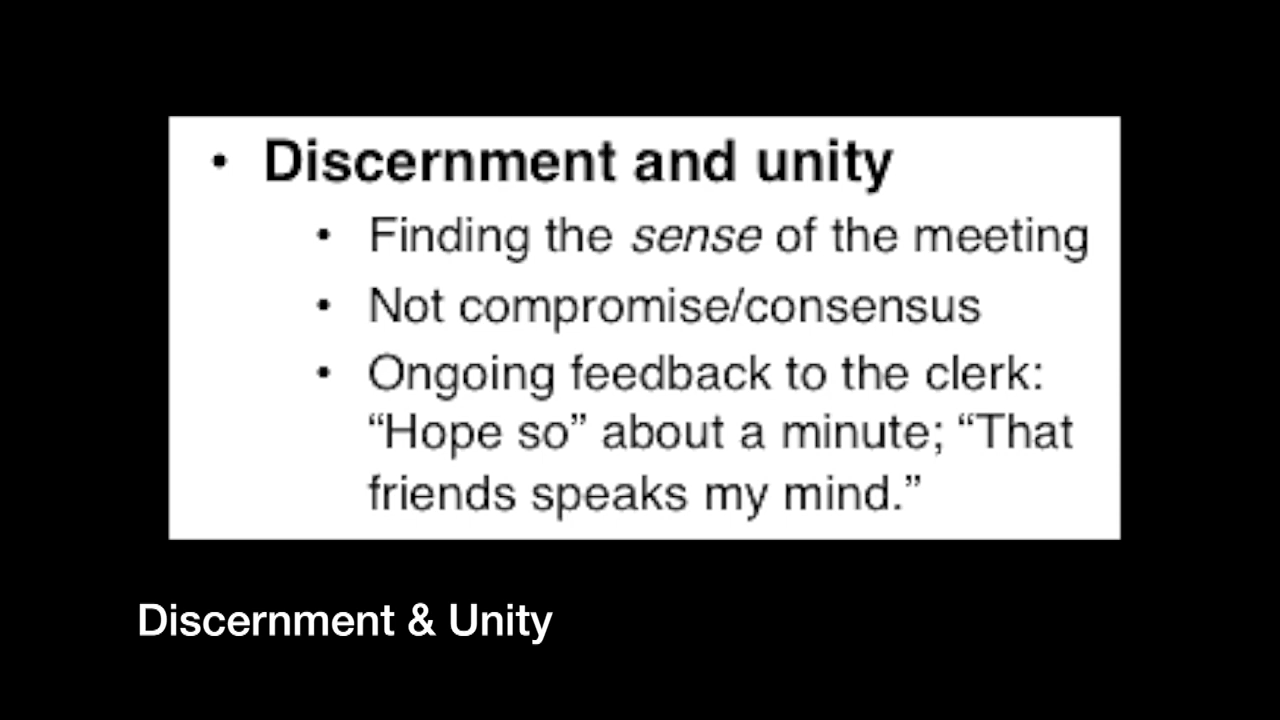 • Discernment and unity
• Finding the sense of the meeting
• Not compromise/consensus
• Ongoing feedback to the clerk:
“Hope so” about a minute; “That
friends speaks my mind.”
Discernment & Unity